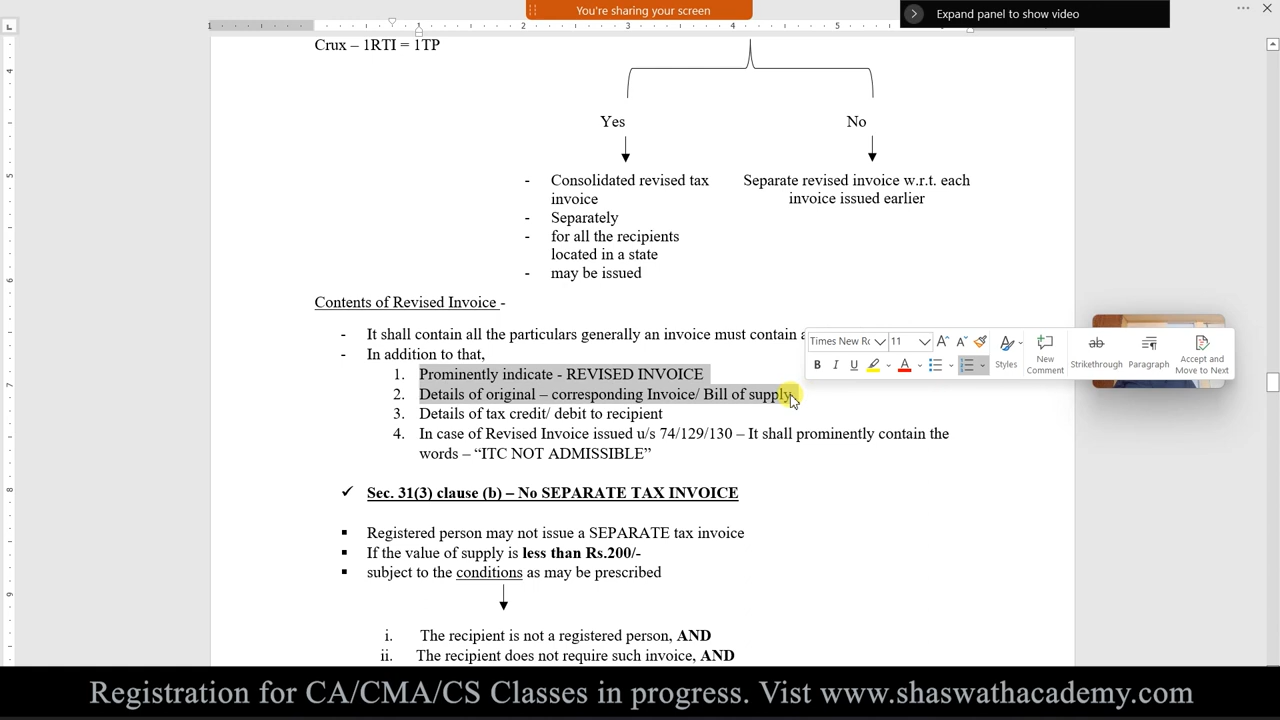 You're sharing your screen
Expand panel to show video
Crux – 1RTI = 1TP
Yes
No
- Consolidated revised tax
invoice
- Separately
- for all the recipients
located in a state
- may be issued
Separate revised invoice w.r.t. each
invoice issued earlier
Contents of Revised Invoice -
- It shall contain all the particulars generally an invoice must contain
- In addition to that,
1. Prominently indicate - REVISED INVOICE
2. Details of original – corresponding Invoice/ Bill of supply
3. Details of tax credit/ debit to recipient
4. In case of Revised Invoice issued u/s 74/129/130 – It shall prominently contain the
words – “ITC NOT ADMISSIBLE”
Times New Ro 11
B I U
Styles
New
Comment
ab
Strikethrough
Paragraph
Accept and
Move to Next
✓ Sec. 31(3) clause (b) – No SEPARATE TAX INVOICE
▪ Registered person may not issue a SEPARATE tax invoice
▪ If the value of supply is less than Rs.200/-
▪ subject to the conditions as may be prescribed
i. The recipient is not a registered person, AND
ii. The recipient does not require such invoice, AND
Registration for CA/CMA/CS Classes in progress. Vist www.shaswathacademy.com